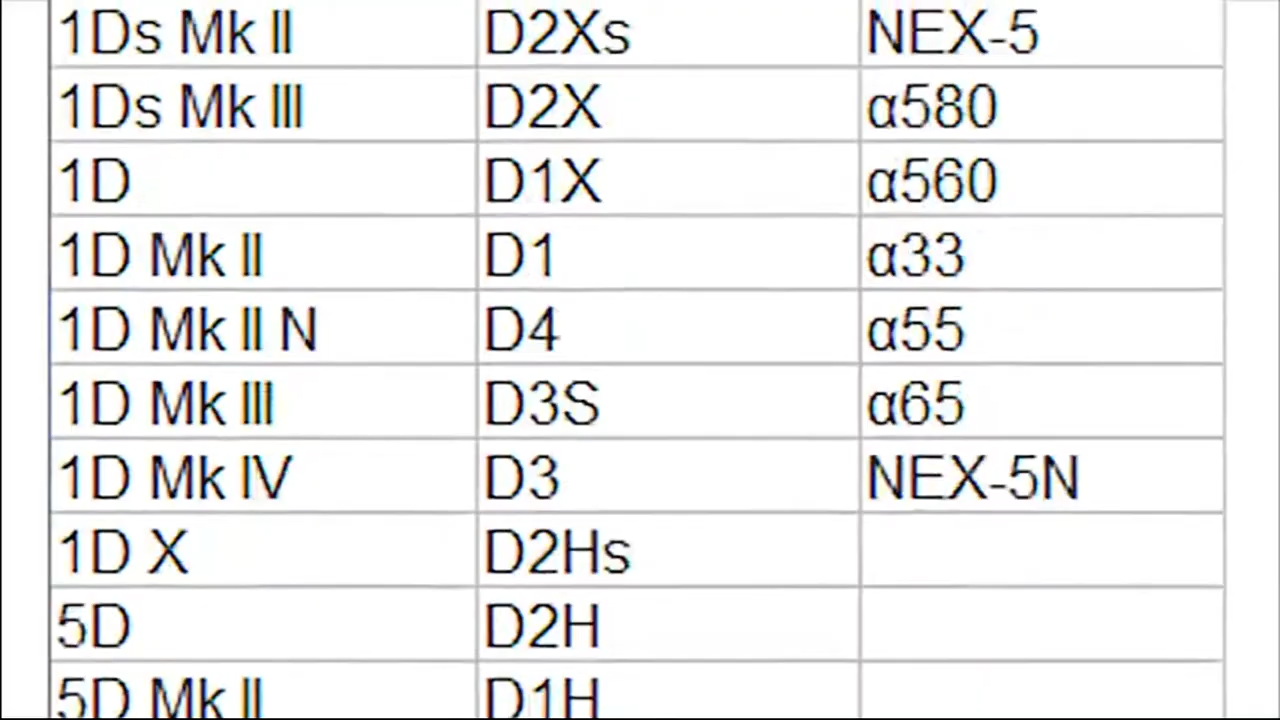 1Ds Mk II D2Xs NEX-5
1Ds Mk III D2X α580
1D D1X α560
1D Mk II D1 α33
1D Mk II N D4 α55
1D Mk III D3S α65
1D Mk IV D3 NEX-5N
1D X D2Hs
5D D2H
5D Mk II D1H